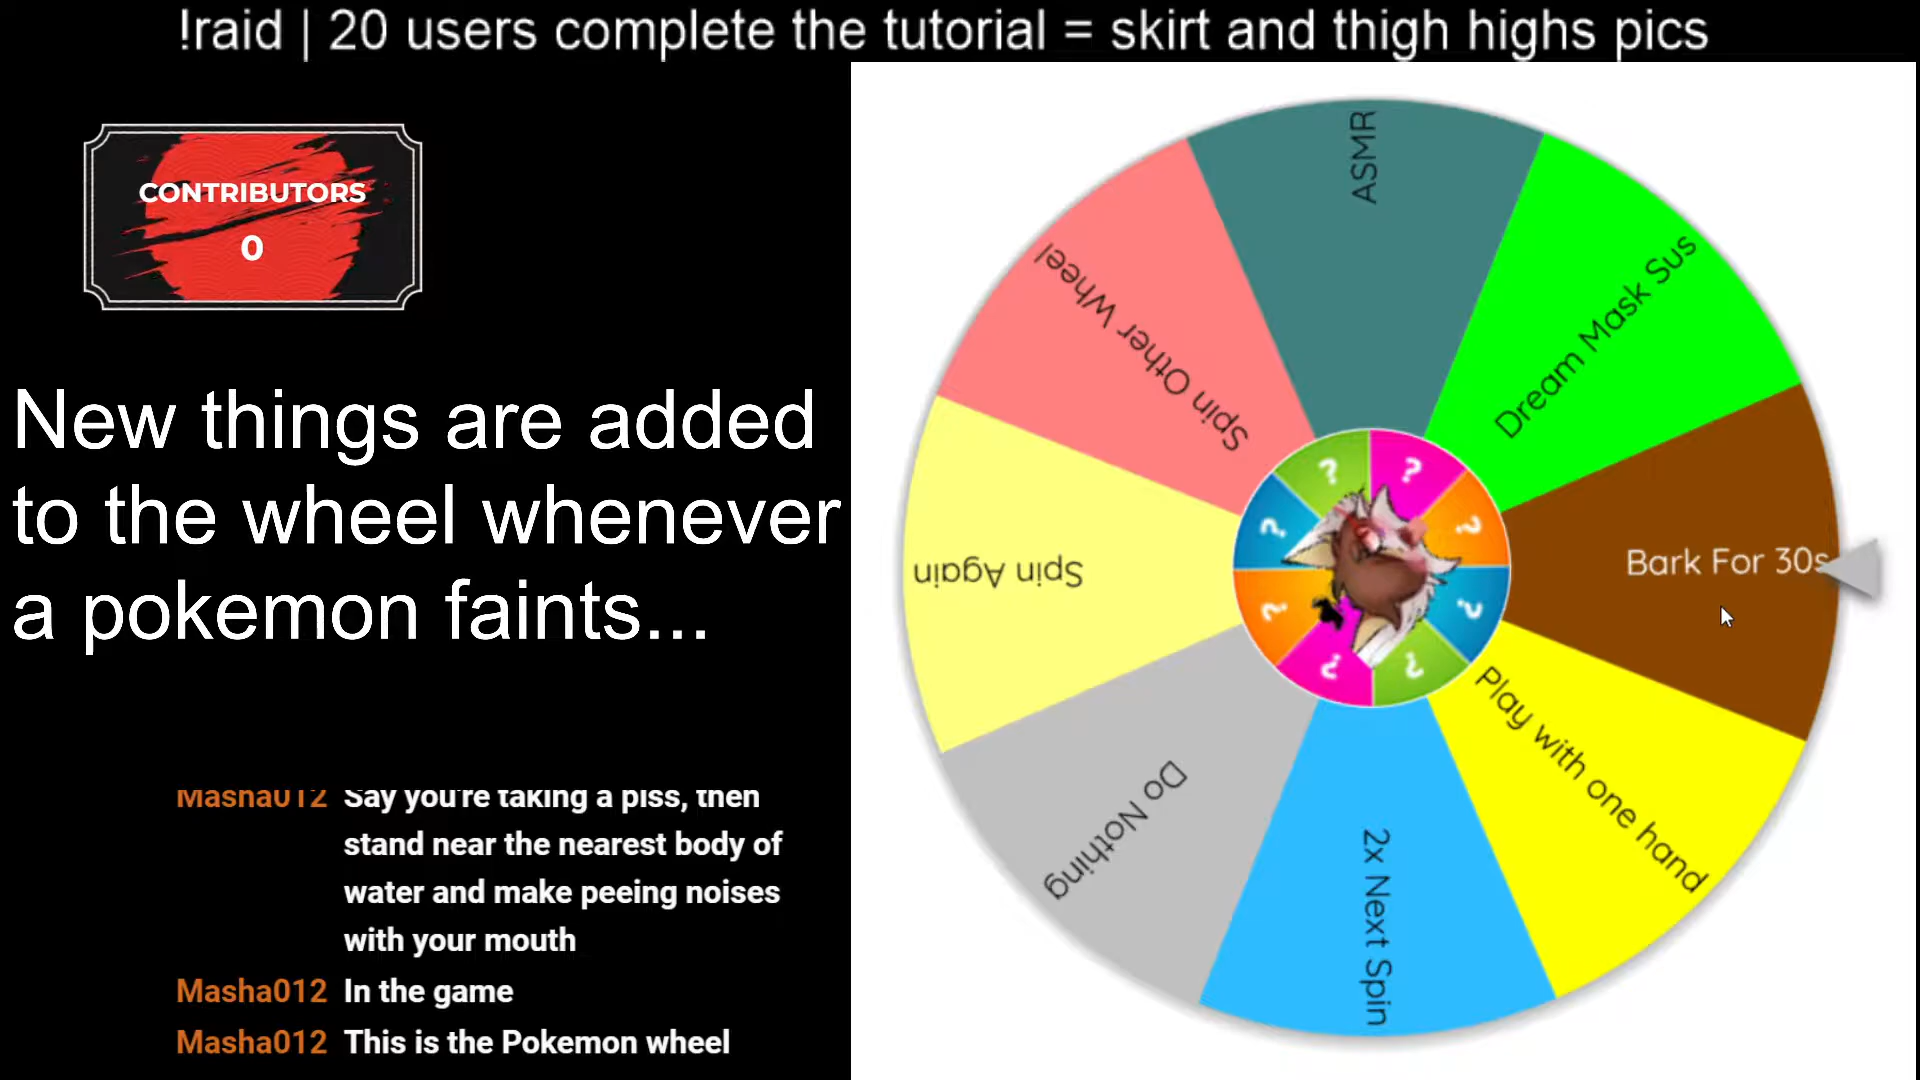 !raid | 20 users complete the tutorial = skirt and thigh highs pics
CONTRIBUTORS
0
New things are added
to the wheel whenever
a pokemon faints...
Masha012 Say you're taking a piss, then
stand near the nearest body of
water and make peeing noises
with your mouth
Masha012 In the game
Masha012 This is the Pokemon wheel
ASMR
Dream Mask Sus
Bark For 30s
Play with one hand
2x Next Spin
Do Nothing
Spin Again
Spin Other Wheel
?
?
?
?
?
?
?
?